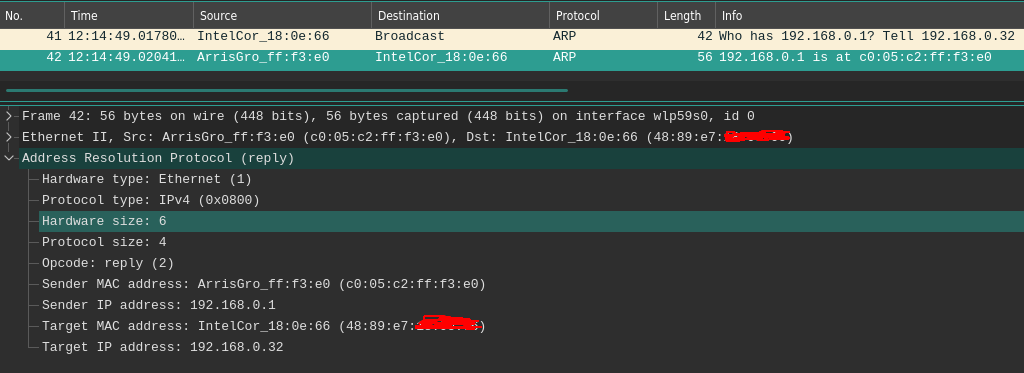 No. Time Source Destination Protocol Length Info
41 12:14:49.01780… IntelCor_18:0e:66 Broadcast ARP 42 Who has 192.168.0.1? Tell 192.168.0.32
42 12:14:49.02041… ArrisGro_ff:f3:e0 IntelCor_18:0e:66 ARP 56 192.168.0.1 is at c0:05:c2:ff:f3:e0
Frame 42: 56 bytes on wire (448 bits), 56 bytes captured (448 bits) on interface wlp59s0, id 0
Ethernet II, Src: ArrisGro_ff:f3:e0 (c0:05:c2:ff:f3:e0), Dst: IntelCor_18:0e:66 (48:89:e7: )
Address Resolution Protocol (reply)
Hardware type: Ethernet (1)
Protocol type: IPv4 (0x0800)
Hardware size: 6
Protocol size: 4
Opcode: reply (2)
Sender MAC address: ArrisGro_ff:f3:e0 (c0:05:c2:ff:f3:e0)
Sender IP address: 192.168.0.1
Target MAC address: IntelCor_18:0e:66 (48:89:e7: )
Target IP address: 192.168.0.32